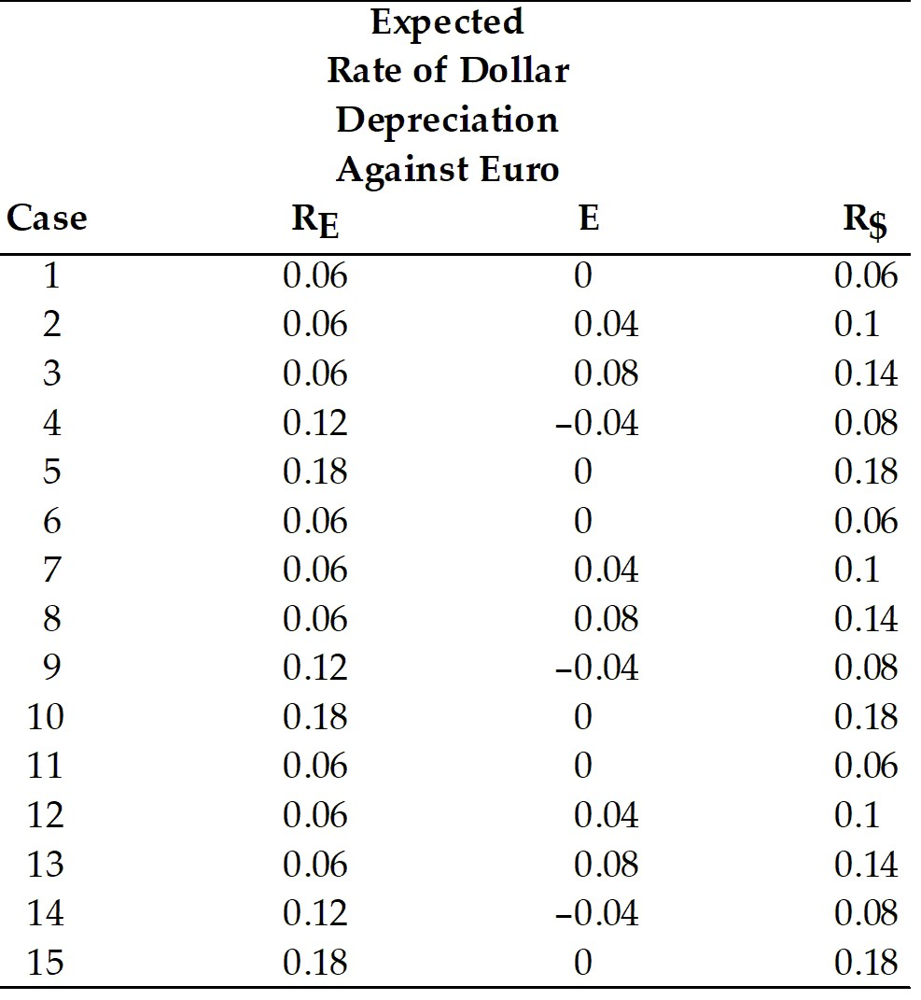 Expected
Rate of Dollar
Depreciation
Against Euro
Case RE E R$
1 0.06 0 0.06
2 0.06 0.04 0.1
3 0.06 0.08 0.14
4 0.12 –0.04 0.08
5 0.18 0 0.18
6 0.06 0 0.06
7 0.06 0.04 0.1
8 0.06 0.08 0.14
9 0.12 –0.04 0.08
10 0.18 0 0.18
11 0.06 0 0.06
12 0.06 0.04 0.1
13 0.06 0.08 0.14
14 0.12 –0.04 0.08
15 0.18 0 0.18